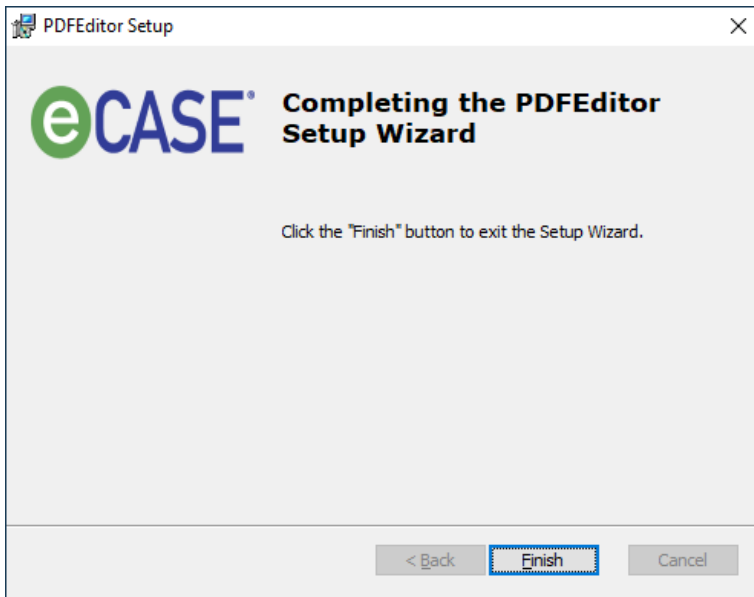 PDFEditor Setup
eCASE®
Completing the PDFEditor
Setup Wizard
Click the "Finish" button to exit the Setup Wizard.
< Back
Finish
Cancel